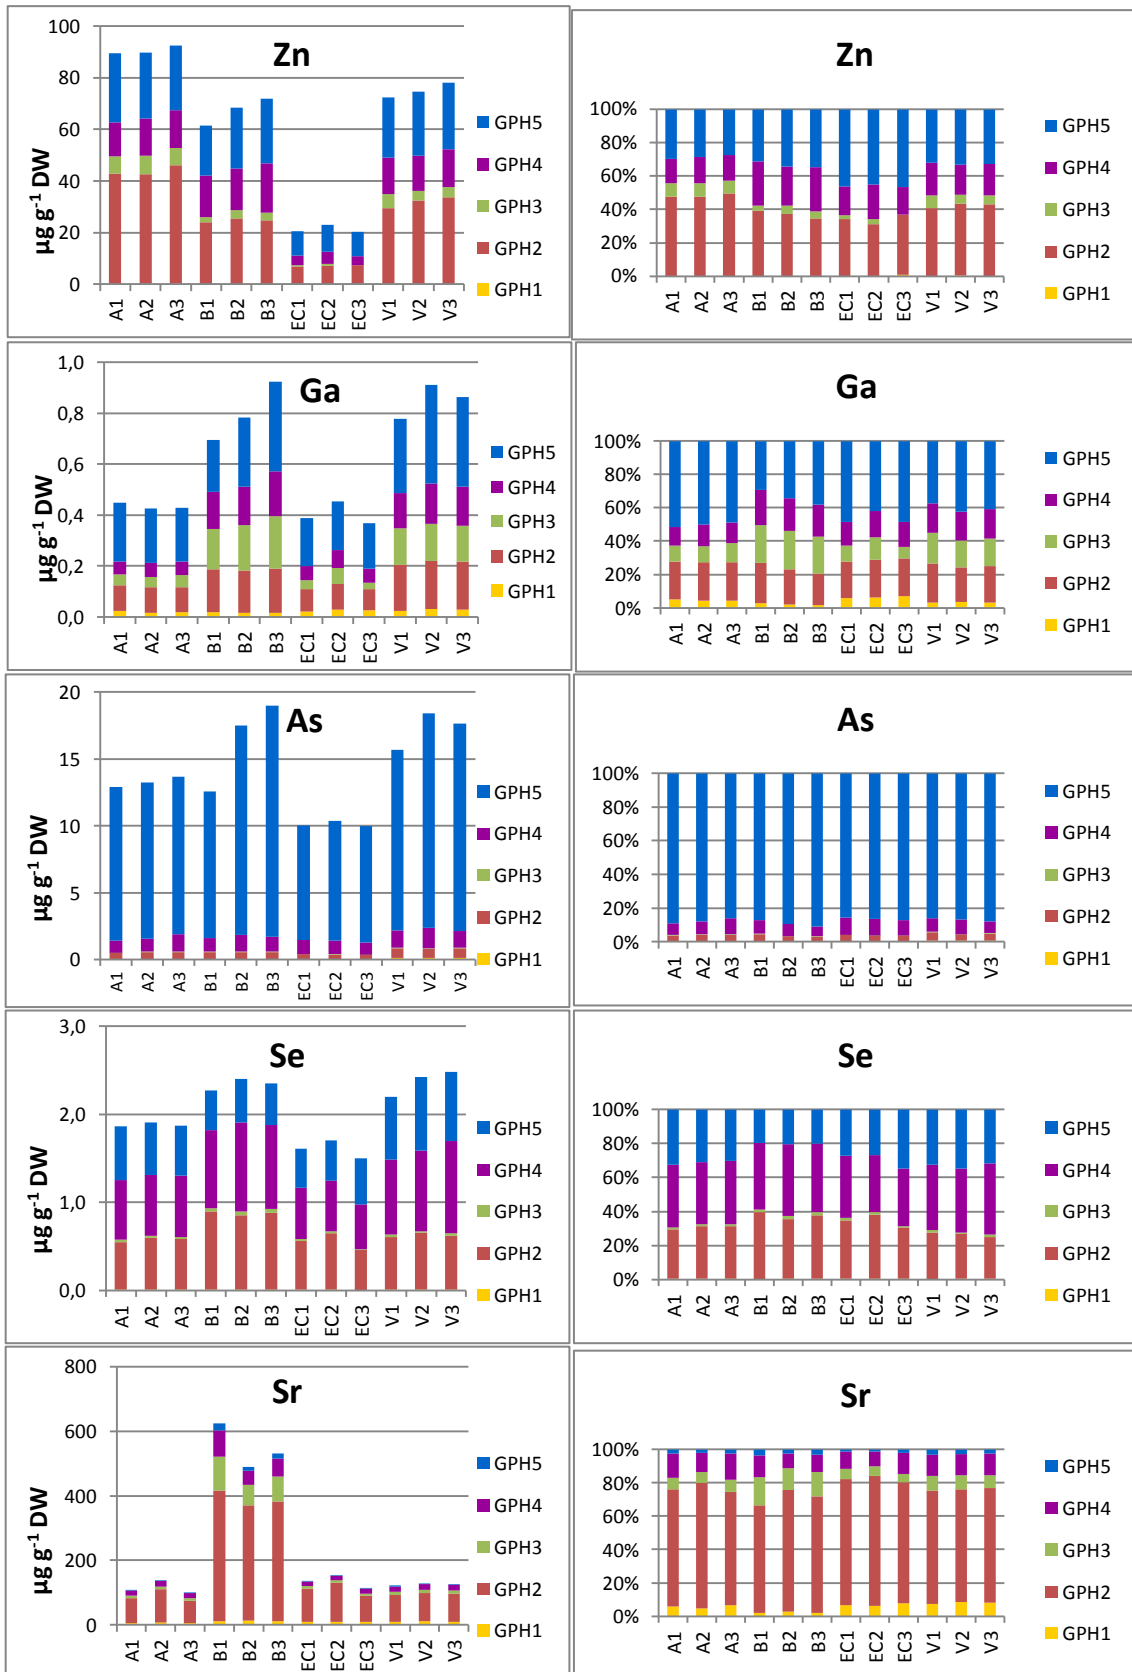 Zn
100
80
60
40
20
0
µg g-1 DW
A1 A2 A3 B1 B2 B3 EC1 EC2 EC3 V1 V2 V3
GPH5
GPH4
GPH3
GPH2
GPH1
Zn
100%
80%
60%
40%
20%
0%
A1 A2 A3 B1 B2 B3 EC1 EC2 EC3 V1 V2 V3
GPH5
GPH4
GPH3
GPH2
GPH1
Ga
1,0
0,8
0,6
0,4
0,2
0,0
A1 A2 A3 B1 B2 B3 EC1 EC2 EC3 V1 V2 V3
GPH5
GPH4
GPH3
GPH2
GPH1
Ga
100%
80%
60%
40%
20%
0%
A1 A2 A3 B1 B2 B3 EC1 EC2 EC3 V1 V2 V3
GPH5
GPH4
GPH3
GPH2
GPH1
As
20
15
10
5
0
µg g-1 DW
A1 A2 A3 B1 B2 B3 EC1 EC2 EC3 V1 V2 V3
GPH5
GPH4
GPH3
GPH2
GPH1
As
100%
80%
60%
40%
20%
0%
A1 A2 A3 B1 B2 B3 EC1 EC2 EC3 V1 V2 V3
GPH5
GPH4
GPH3
GPH2
GPH1
Se
3,0
2,0
1,0
0,0
µg g-1 DW
A1 A2 A3 B1 B2 B3 EC1 EC2 EC3 V1 V2 V3
GPH5
GPH4
GPH3
GPH2
GPH1
Se
100%
80%
60%
40%
20%
0%
A1 A2 A3 B1 B2 B3 EC1 EC2 EC3 V1 V2 V3
GPH5
GPH4
GPH3
GPH2
GPH1
Sr
800
600
400
200
0
µg g-1 DW
A1 A2 A3 B1 B2 B3 EC1 EC2 EC3 V1 V2 V3
GPH5
GPH4
GPH3
GPH2
GPH1
Sr
100%
80%
60%
40%
20%
0%
A1 A2 A3 B1 B2 B3 EC1 EC2 EC3 V1 V2 V3
GPH5
GPH4
GPH3
GPH2
GPH1